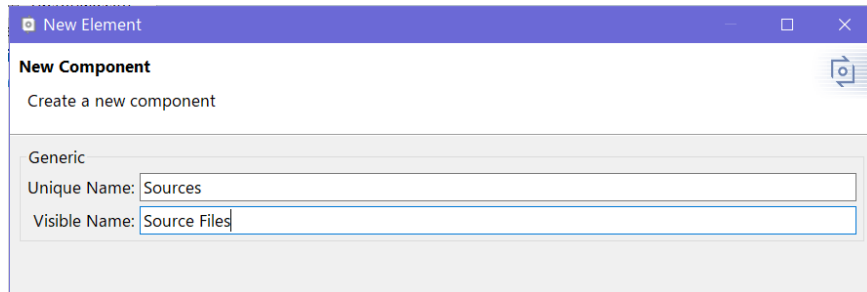 New Element
New Component
Create a new component
Generic
Unique Name: Sources
Visible Name: Source Files